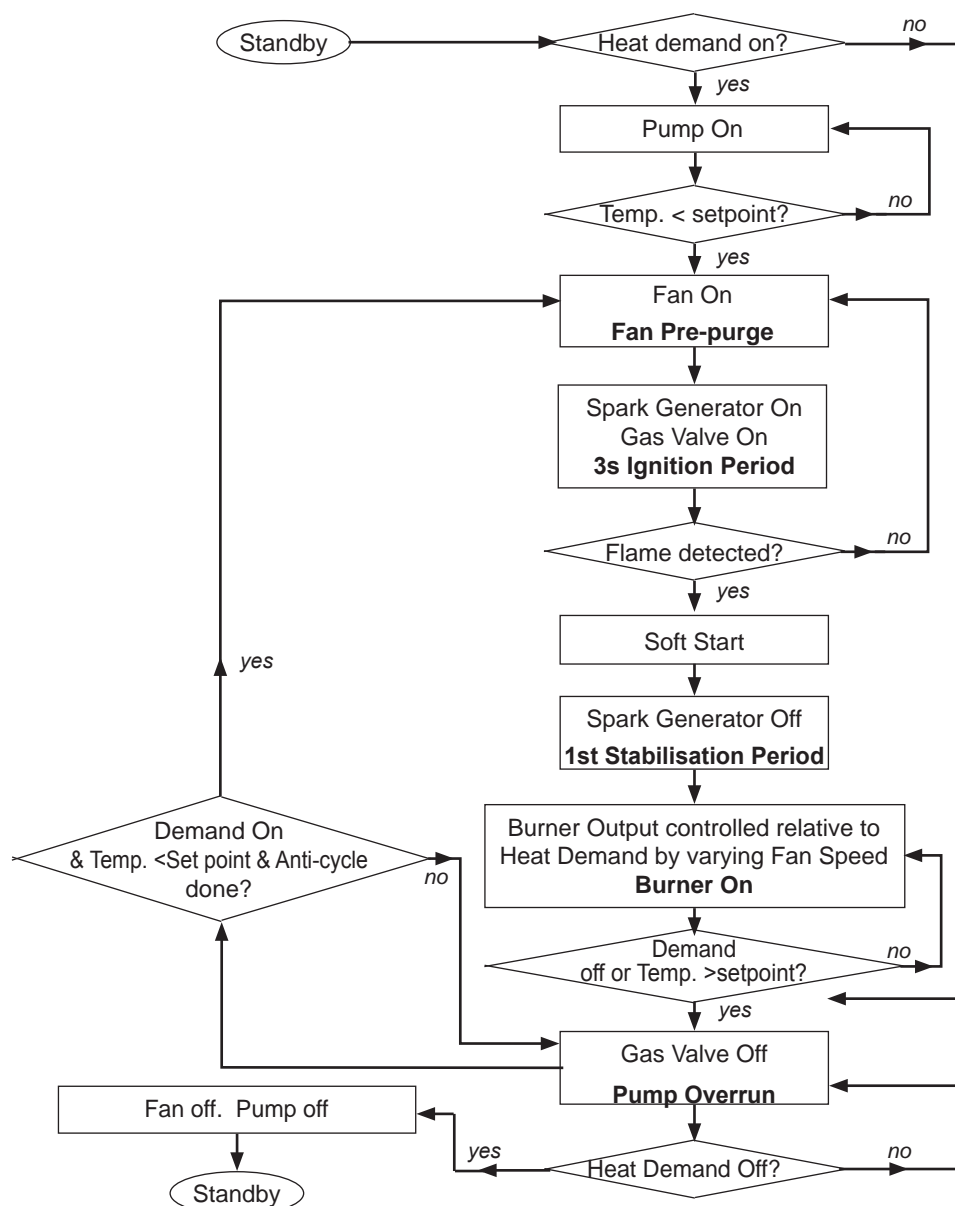 Standby
Heat demand on?
no
yes
Pump On
Temp. < setpoint?
no
yes
Fan On
Fan Pre-purge
Spark Generator On
Gas Valve On
3s Ignition Period
Flame detected?
no
yes
Soft Start
yes
Spark Generator Off
1st Stabilisation Period
Demand On
& Temp. <Set point & Anti-cycle
done?
no
Burner Output controlled relative to
Heat Demand by varying Fan Speed
Burner On
Demand
off or Temp. >setpoint?
no
yes
Gas Valve Off
Pump Overrun
Fan off. Pump off
yes
Heat Demand Off?
no
Standby